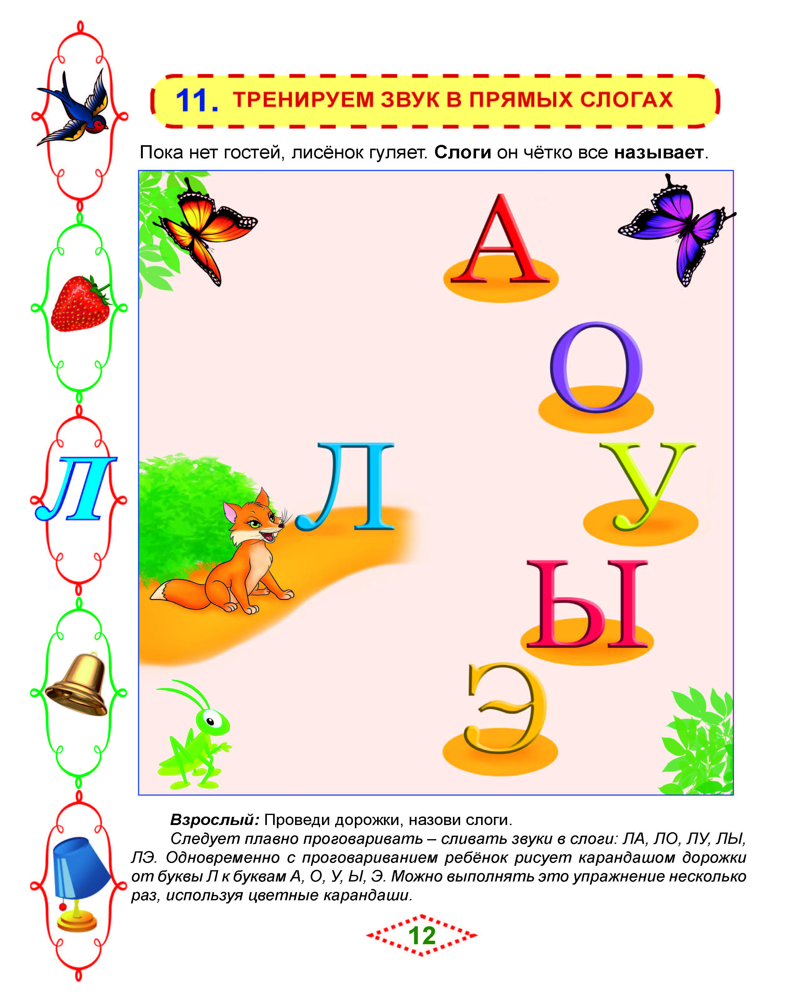 11. ТРЕНИРУЕМ ЗВУК В ПРЯМЫХ СЛОГАХ
Пока нет гостей, лисёнок гуляет. Слоги он чётко все называет.
А
О
Л
У
Л
Ы
Э
Взрослый: Проведи дорожки, назови слоги.
Следует плавно проговаривать – сливать звуки в слоги: ЛА, ЛО, ЛУ, ЛЫ,
ЛЭ. Одновременно с проговариванием ребёнок рисует карандашом дорожки
от буквы Л к буквам А, О, У, Ы, Э. Можно выполнять это упражнение несколько
раз, используя цветные карандаши.
12